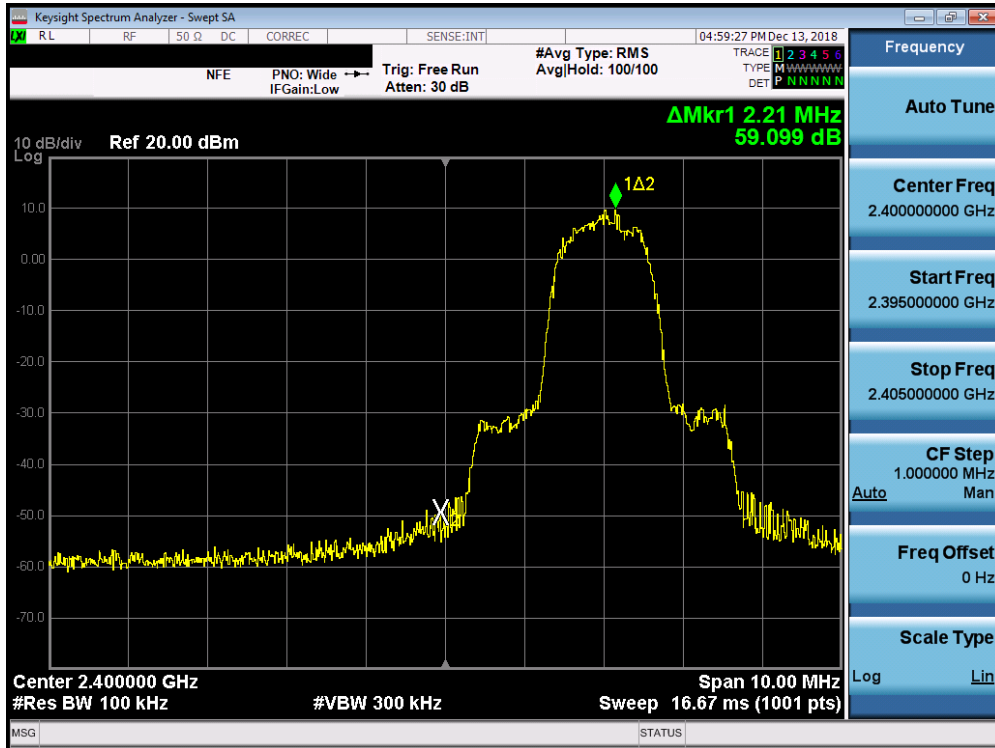 Keysight Spectrum Analyzer - Swept SA
LXI RL RF 50 Ω DC CORREC SENSE:INT 04:59:27 PM Dec 13, 2018
NFE PNO: Wide Trig: Free Run #Avg Type: RMS TRACE 1 2 3 4 5 6
IFGain:Low Atten: 30 dB Avg|Hold: 100/100 TYPE M WWWWW
DET P N N N N N
ΔMkr1 2.21 MHz
59.099 dB
10 dB/div Ref 20.00 dBm
Log
1Δ2
10.0
0.00
-10.0
-20.0
-30.0
-40.0
-50.0
-60.0
-70.0
Center 2.400000 GHz Span 10.00 MHz
#Res BW 100 kHz #VBW 300 kHz Sweep 16.67 ms (1001 pts)
MSG STATUS
Frequency
Auto Tune
Center Freq
2.400000000 GHz
Start Freq
2.395000000 GHz
Stop Freq
2.405000000 GHz
CF Step
1.000000 MHz
Auto Man
Freq Offset
0 Hz
Scale Type
Log Lin